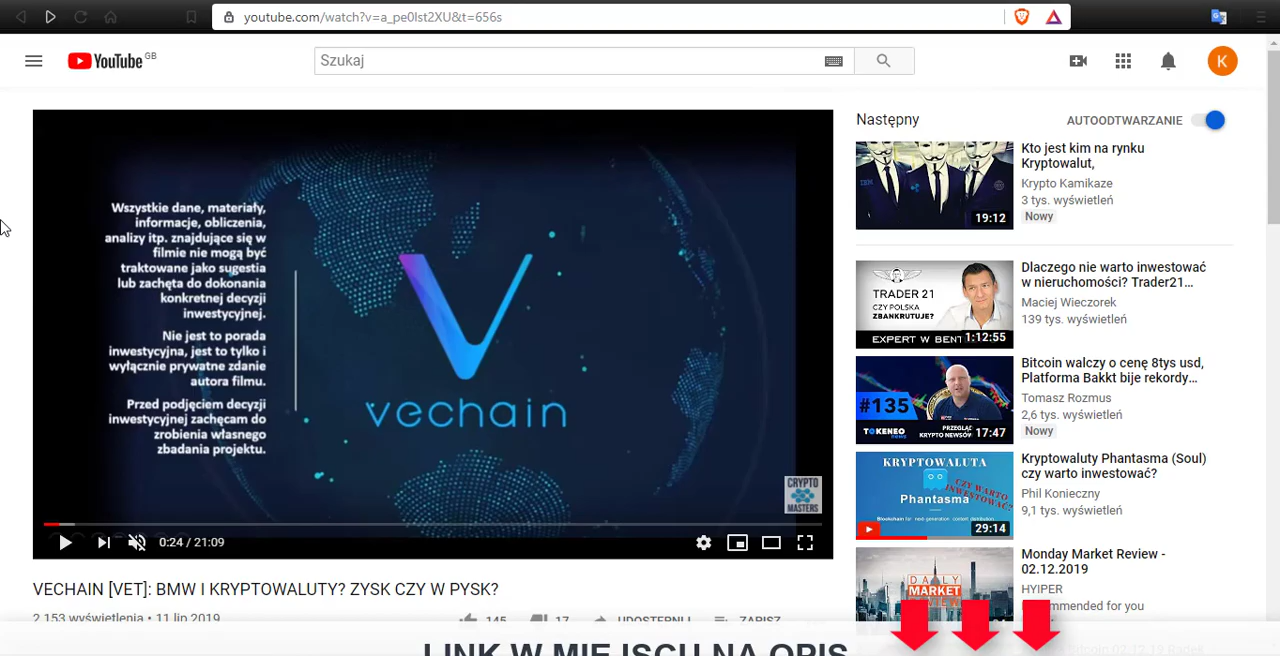 youtube.com/watch?v=a_pe0lst2XU&t=656s
YouTube GB
Szukaj
K
Wszystkie dane, materiały,
informacje, obliczenia,
analizy itp. znajdujące się w
filmie nie mogą być
traktowane jako sugestia
lub zachęta do dokonania
konkretnej decyzji
inwestycyjnej.
Nie jest to porada
inwestycyjna, jest to tylko i
wyłącznie prywatne zdanie
autora filmu.
Przed podjęciem decyzji
inwestycyjnej zachęcam do
zrobienia własnego
zbadania projektu.
vechain
CRYPTO
MASTERS
0:24 / 21:09
VECHAIN [VET]: BMW I KRYPTOWALUTY? ZYSK CZY W PYSK?
2 153 wyświetlenia • 11 lip 2019
145
17
UDOSTĘPNIJ
ZAPISZ
Następny
AUTOODTWARZANIE
19:12
Kto jest kim na rynku
Kryptowalut,
Krypto Kamikaze
3 tys. wyświetleń
Nowy
TRADER 21
CZY POLSKA
ZBANKRUTUJE?
EXPERT W BENT
1:12:55
Dlaczego nie warto inwestować
w nieruchomości? Trader21...
Maciej Wieczorek
139 tys. wyświetleń
#135
TOKENEO
PRZEGLĄD
KRYPTO NEWSÓW
17:47
Bitcoin walczy o cenę 8tys usd,
Platforma Bakkt bije rekordy...
Tomasz Rozmus
2,6 tys. wyświetleń
Nowy
KRYPTOWALUTA
CZY WARTO
INWESTOWAĆ?
Phantasma
Blockchain for next generation content distribution
29:14
Kryptowaluty Phantasma (Soul)
czy warto inwestować?
Phil Konieczny
9,1 tys. wyświetleń
DAILY
MARKET
REVIEW
Monday Market Review -
02.12.2019
HYIPER
Recommended for you
LINK W MIEJSCU NA OPIS